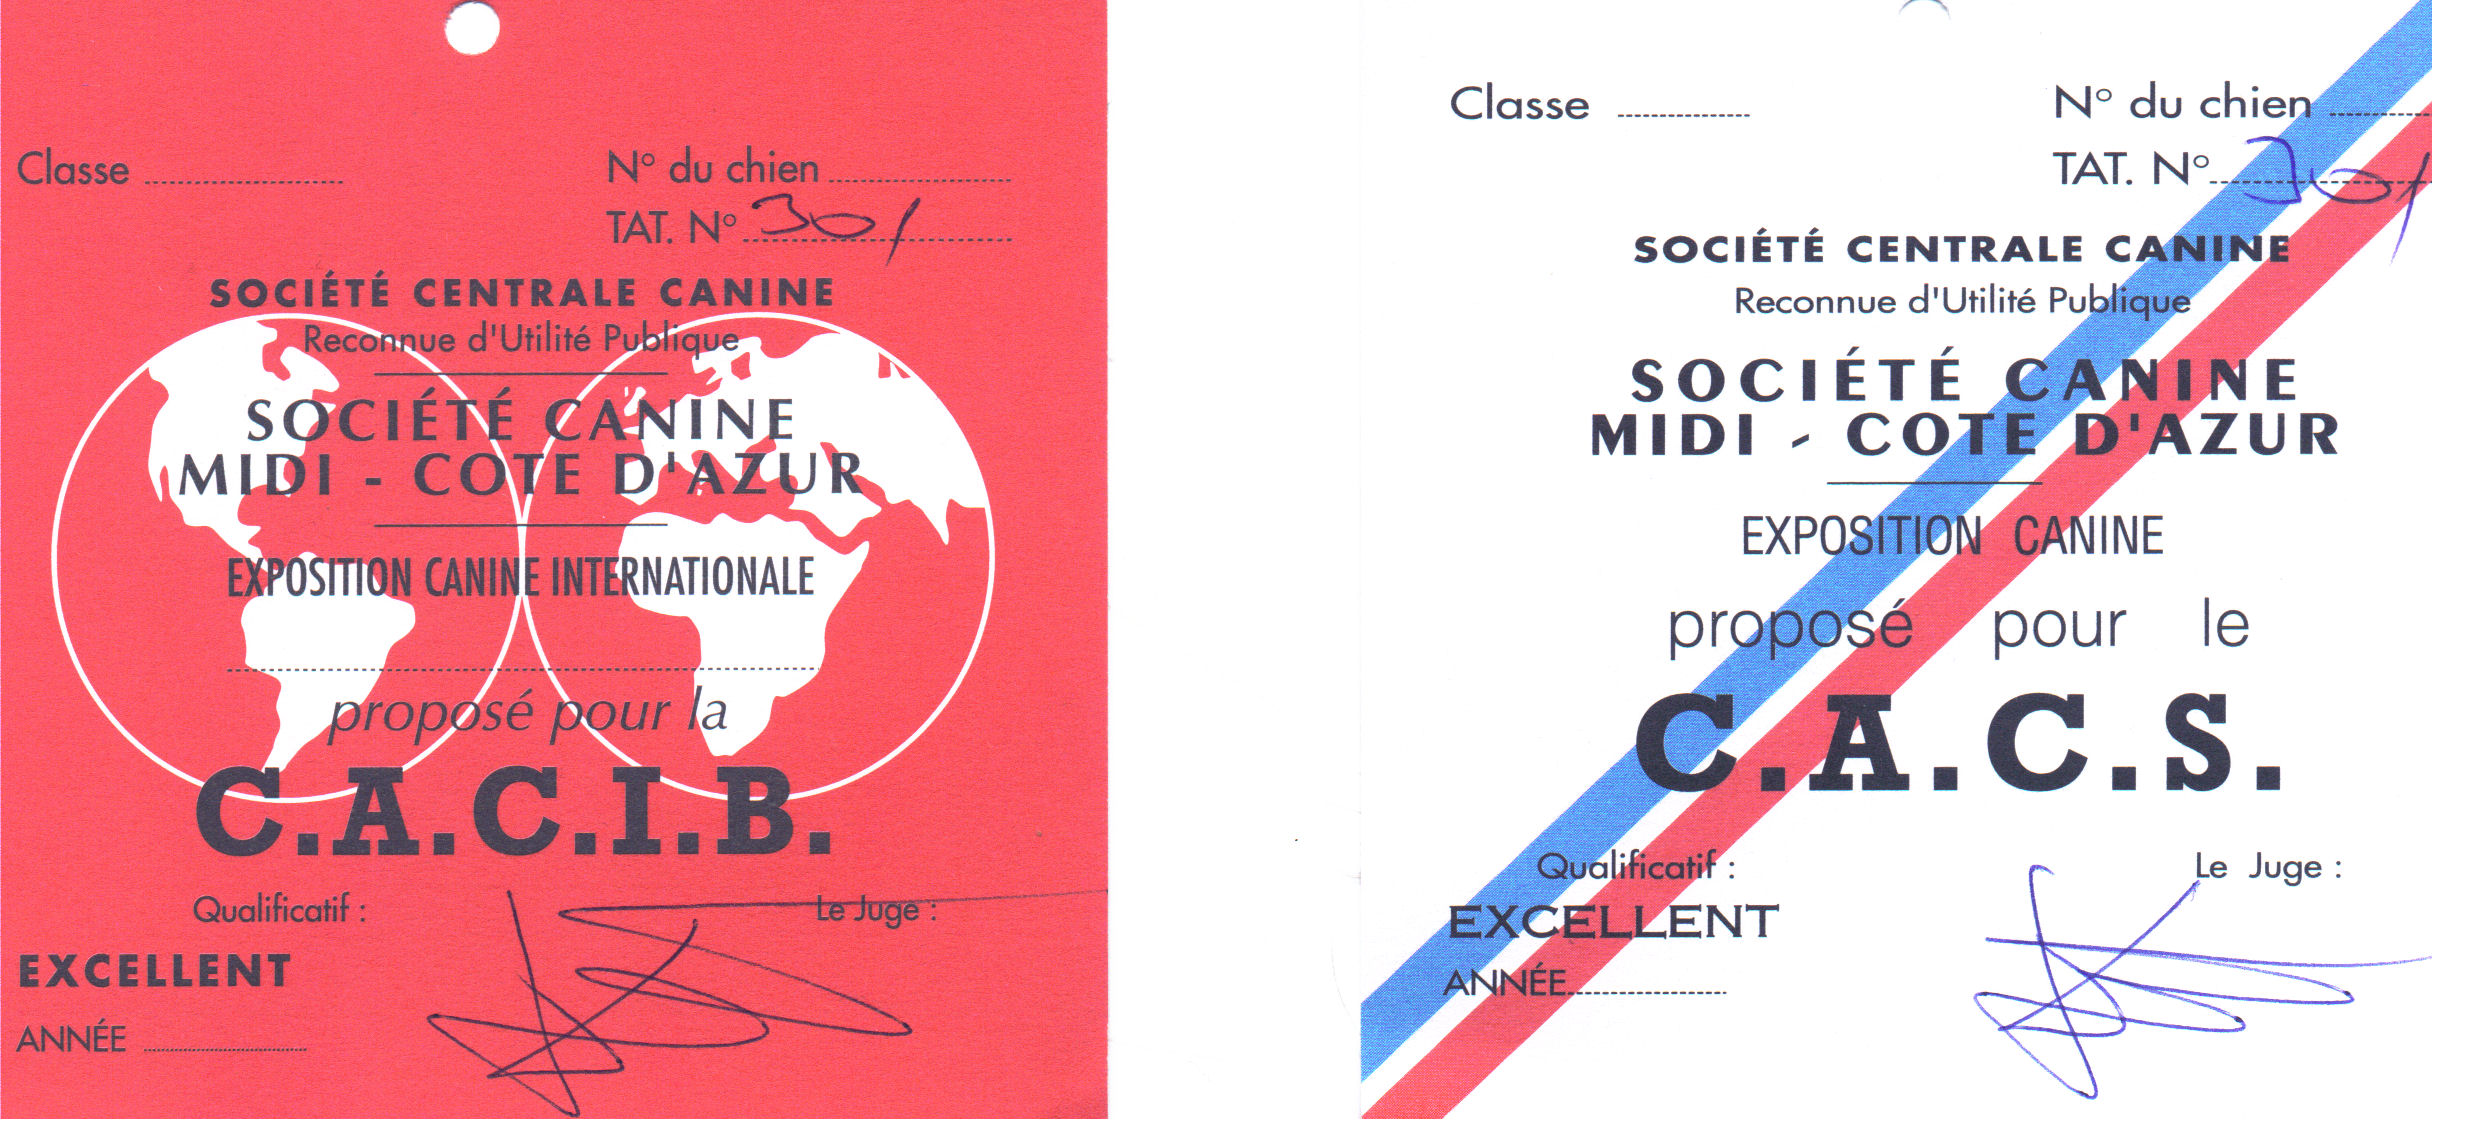 Classe
N° du chien
TAT. N° 301
SOCIÉTÉ CENTRALE CANINE
Reconnue d'Utilité Publique
SOCIÉTÉ CANINE
MIDI - COTE D'AZUR
EXPOSITION CANINE INTERNATIONALE
proposé pour la
C.A.C.I.B.
Qualificatif :
Le Juge :
EXCELLENT
ANNÉE
Classe
N° du chien
TAT. N° 301
SOCIÉTÉ CENTRALE CANINE
Reconnue d'Utilité Publique
SOCIÉTÉ CANINE
MIDI - COTE D'AZUR
EXPOSITION CANINE
proposé pour le
C.A.C.S.
Qualificatif :
Le Juge :
EXCELLENT
ANNÉE